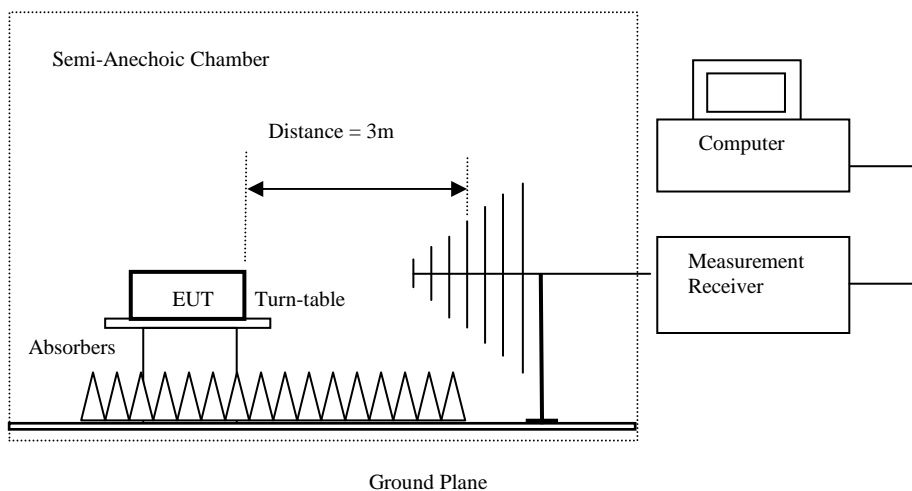 Semi-Anechoic Chamber
Distance = 3m
Computer
Measurement
Receiver
EUT
Turn-table
Absorbers
Ground Plane